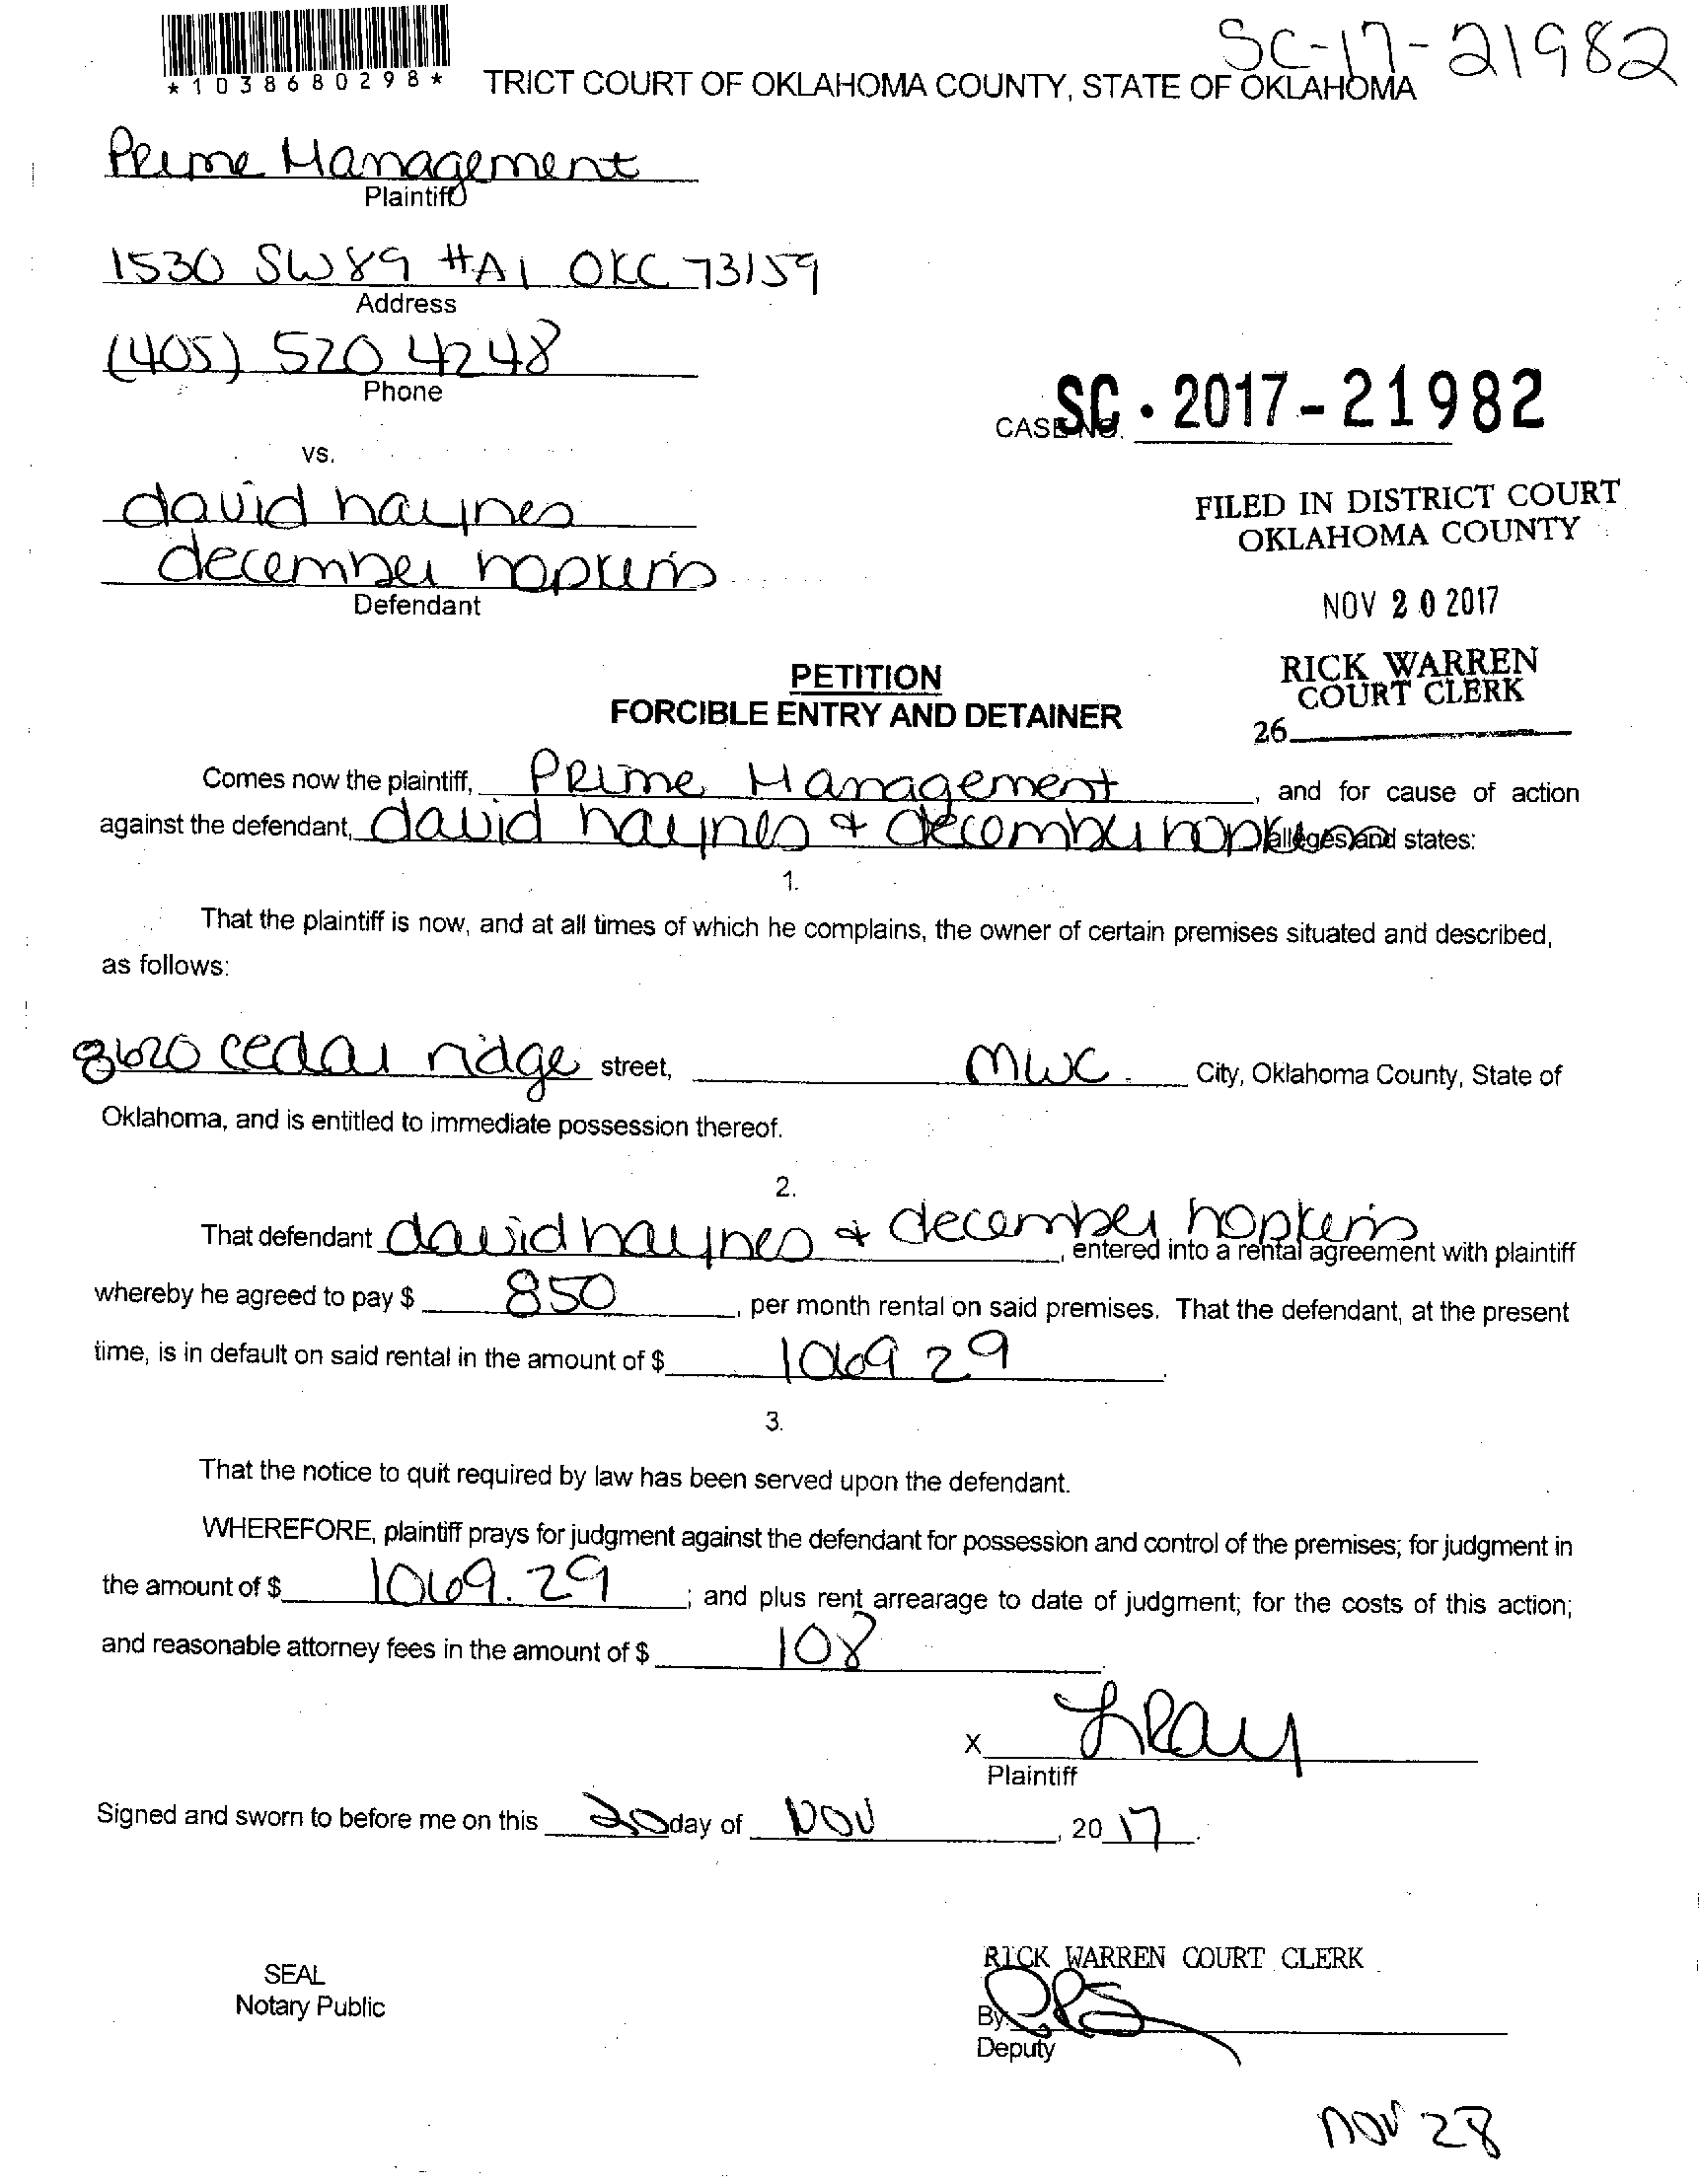 SC-17-21982
*1038680298*
TRICT COURT OF OKLAHOMA COUNTY, STATE OF OKLAHOMA
Prime Management
Plaintiff
1530 SW 89 #A1 OKC 73159
Address
(405) 520 4248
Phone
CASE NO. SC-2017-21982
vs.
david haynes
december hopkins
Defendant
FILED IN DISTRICT COURT
OKLAHOMA COUNTY
NOV 20 2017
RICK WARREN
COURT CLERK
26
PETITION
FORCIBLE ENTRY AND DETAINER
Comes now the plaintiff, Prime Management, and for cause of action
against the defendant, david haynes & december hopkins alleges and states:
1.
That the plaintiff is now, and at all times of which he complains, the owner of certain premises situated and described,
as follows:
8620 cedar ridge street, MWC City, Oklahoma County, State of
Oklahoma, and is entitled to immediate possession thereof.
2.
That defendant david haynes & december hopkins, entered into a rental agreement with plaintiff
whereby he agreed to pay $ 850, per month rental on said premises. That the defendant, at the present
time, is in default on said rental in the amount of $ 1069 29.
3.
That the notice to quit required by law has been served upon the defendant.
WHEREFORE, plaintiff prays for judgment against the defendant for possession and control of the premises; for judgment in
the amount of $ 1069.29; and plus rent arrearage to date of judgment; for the costs of this action;
and reasonable attorney fees in the amount of $ 108.
X
Plaintiff
Signed and sworn to before me on this 20 day of NOV, 20 17.
SEAL
Notary Public
RICK WARREN COURT CLERK
By:
Deputy
NOV 28